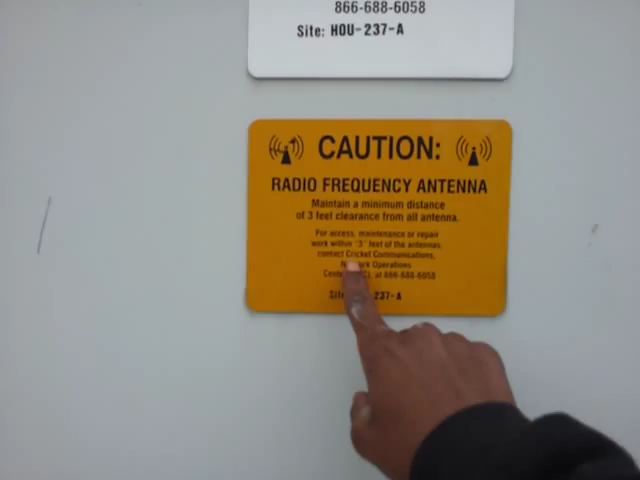 866-688-6058
Site: HOU-237-A
CAUTION:
RADIO FREQUENCY ANTENNA
Maintain a minimum distance
of 3 feet clearance from all antenna.
For access, maintenance or repair
work within "3" feet of the antennas,
contact Cricket Communications,
Operations
at 866-688-6058
237-A